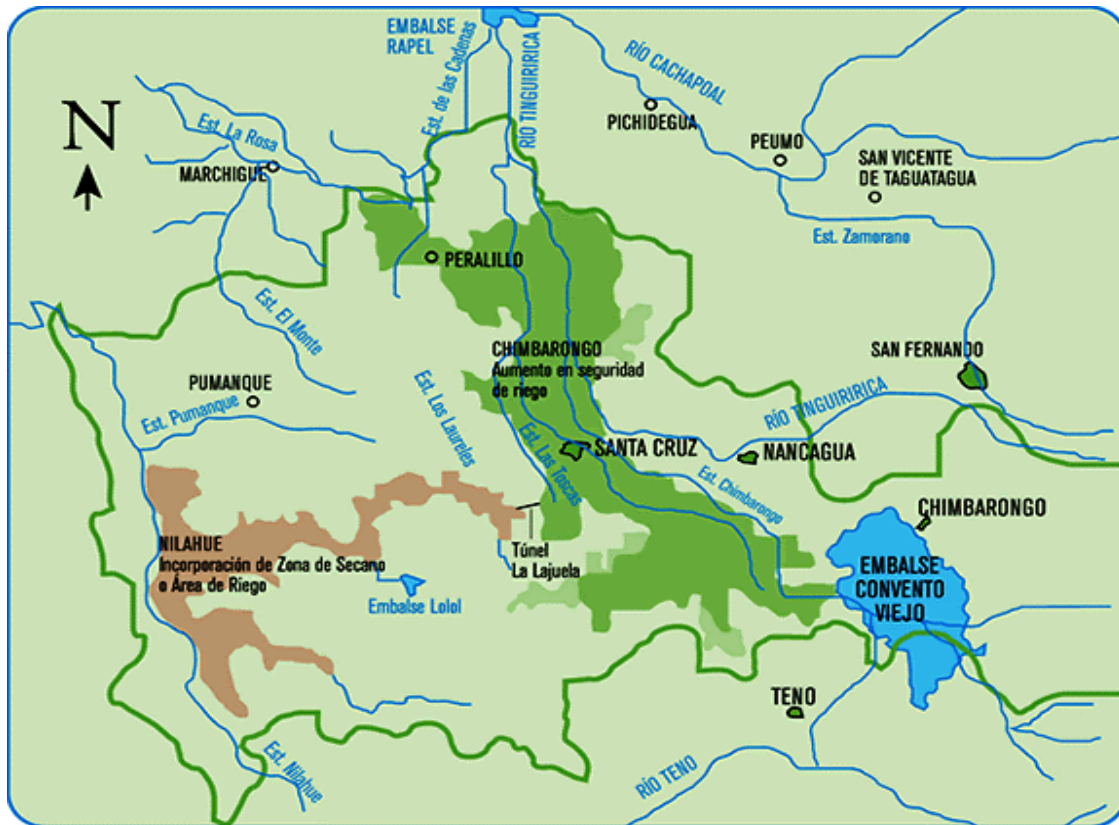 EMBALSE
RAPEL
Est. de las Cadenas
RÍO TINGUIRIRICA
RÍO CACHAPOAL
PICHIDEGUA
PEUMO
SAN VICENTE
DE TAGUATAGUA
N
Est. La Rosa
MARCHIGUE
Est. Zamorano
PERALILLO
Est. El Monte
CHIMBARONGO
Aumento en seguridad
de riego
SAN FERNANDO
PUMANQUE
Est. Pumanque
Est. Los Laureles
Est. Las Toscas
SANTA CRUZ
RÍO TINGUIRIRICA
NANCAGUA
Est. Chimbarongo
CHIMBARONGO
NILAHUE
Incorporación de Zona de Secano
o Área de Riego
Túnel
La Lajuela
Embalse Lolol
EMBALSE
CONVENTO
VIEJO
TENO
Est. Nilahue
RÍO TENO